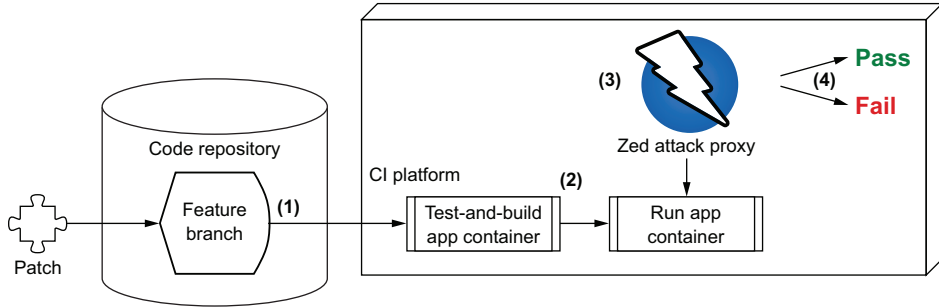 Patch
Code repository
Feature
branch
(1)
CI platform
Test-and-build
app container
(2)
Run app
container
(3)
Zed attack proxy
(4)
Pass
Fail